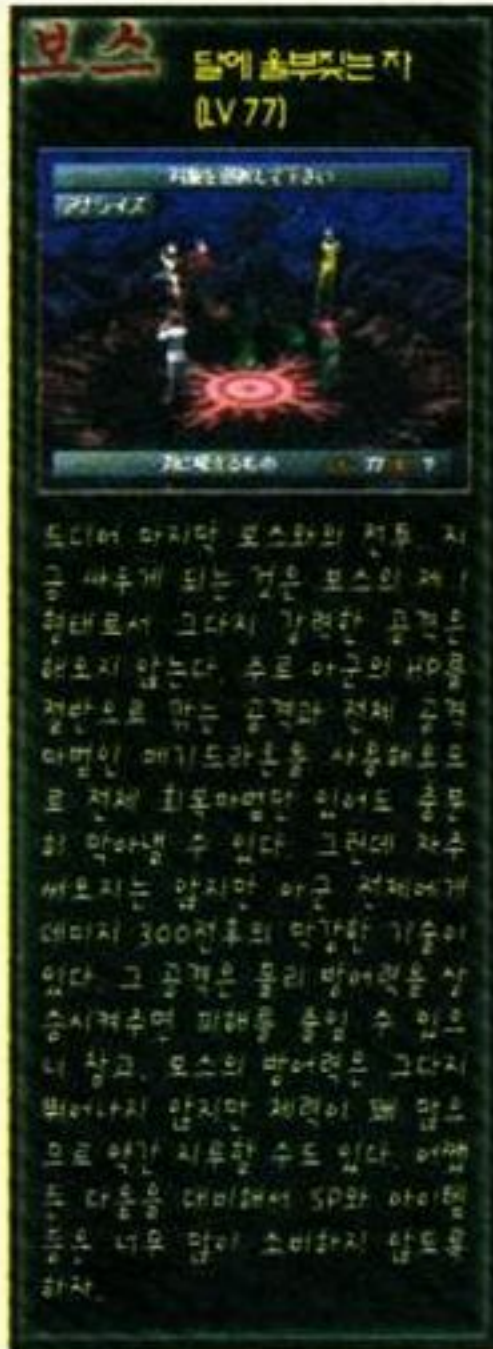 보스 달에 울부짖는 자
(LV 77)
対象を選択して下さい
アナライズ
月に吼えるもの 77 ?
드디어 마지막 보스와의 전투. 지
금 싸우게 되는 것은 보스의 제 1
형태로서 그다지 강력한 공격은
해오지 않는다. 주로 아군의 HP를
절반으로 깎는 공격과 전체 공격
마법인 메기드라온을 사용해오므
로 전체 회복마법만 있어도 충분
히 막아낼 수 있다. 그런데 자주
써오지는 않지만 아군 전체에게
데미지 300전후의 막강한 기술이
있다. 그 공격은 물리 방어력을 상
승시켜주면 피해를 줄일 수 있으
니 참고. 보스의 방어력은 그다지
뛰어나지 않지만 체력이 꽤 많으
므로 약간 지루할 수도 있다. 어쨌
든 다음을 대비해서 SP와 아이템
등은 너무 많이 소비하지 않도록
하자.